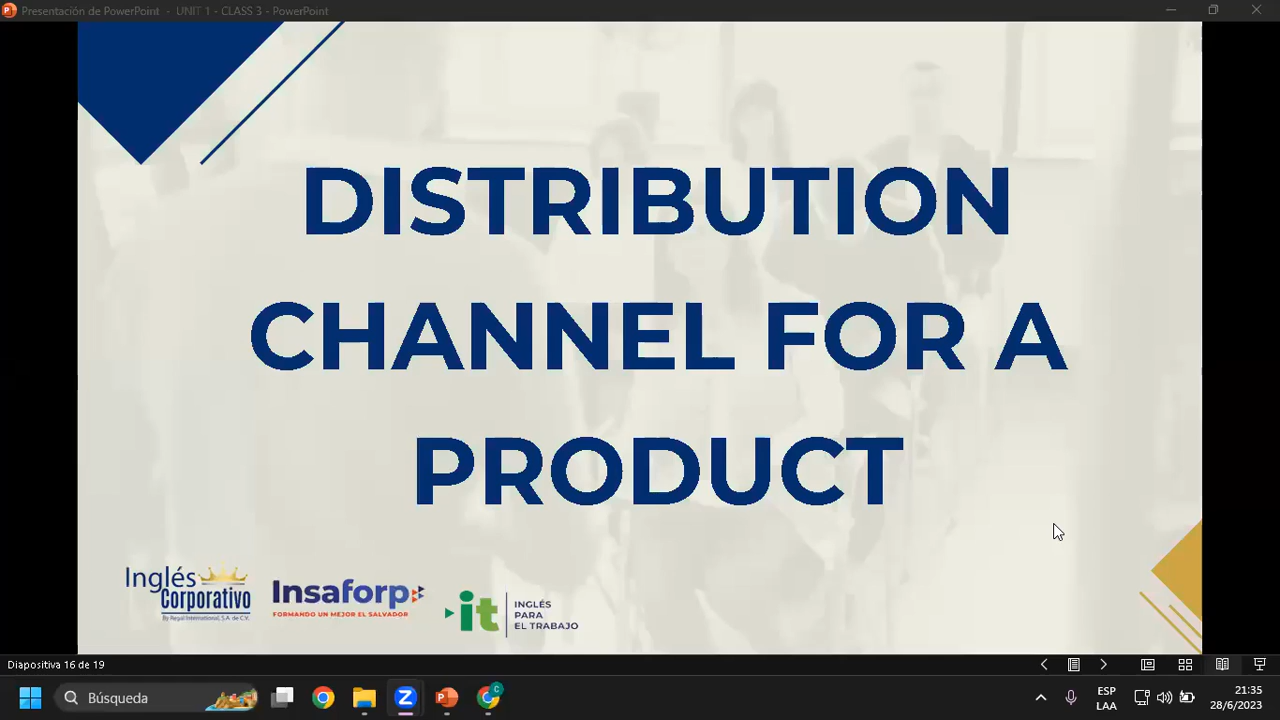 Presentación de PowerPoint - UNIT 1 - CLASS 3 - PowerPoint
DISTRIBUTION
CHANNEL FOR A
PRODUCT
Inglés
Corporativo
By Regal International, S.A. de C.V.
Insaforp
FORMANDO UN MEJOR EL SALVADOR
it
INGLÉS
PARA
EL TRABAJO
Diapositiva 16 de 19
Búsqueda
ESP
LAA
21:35
28/6/2023